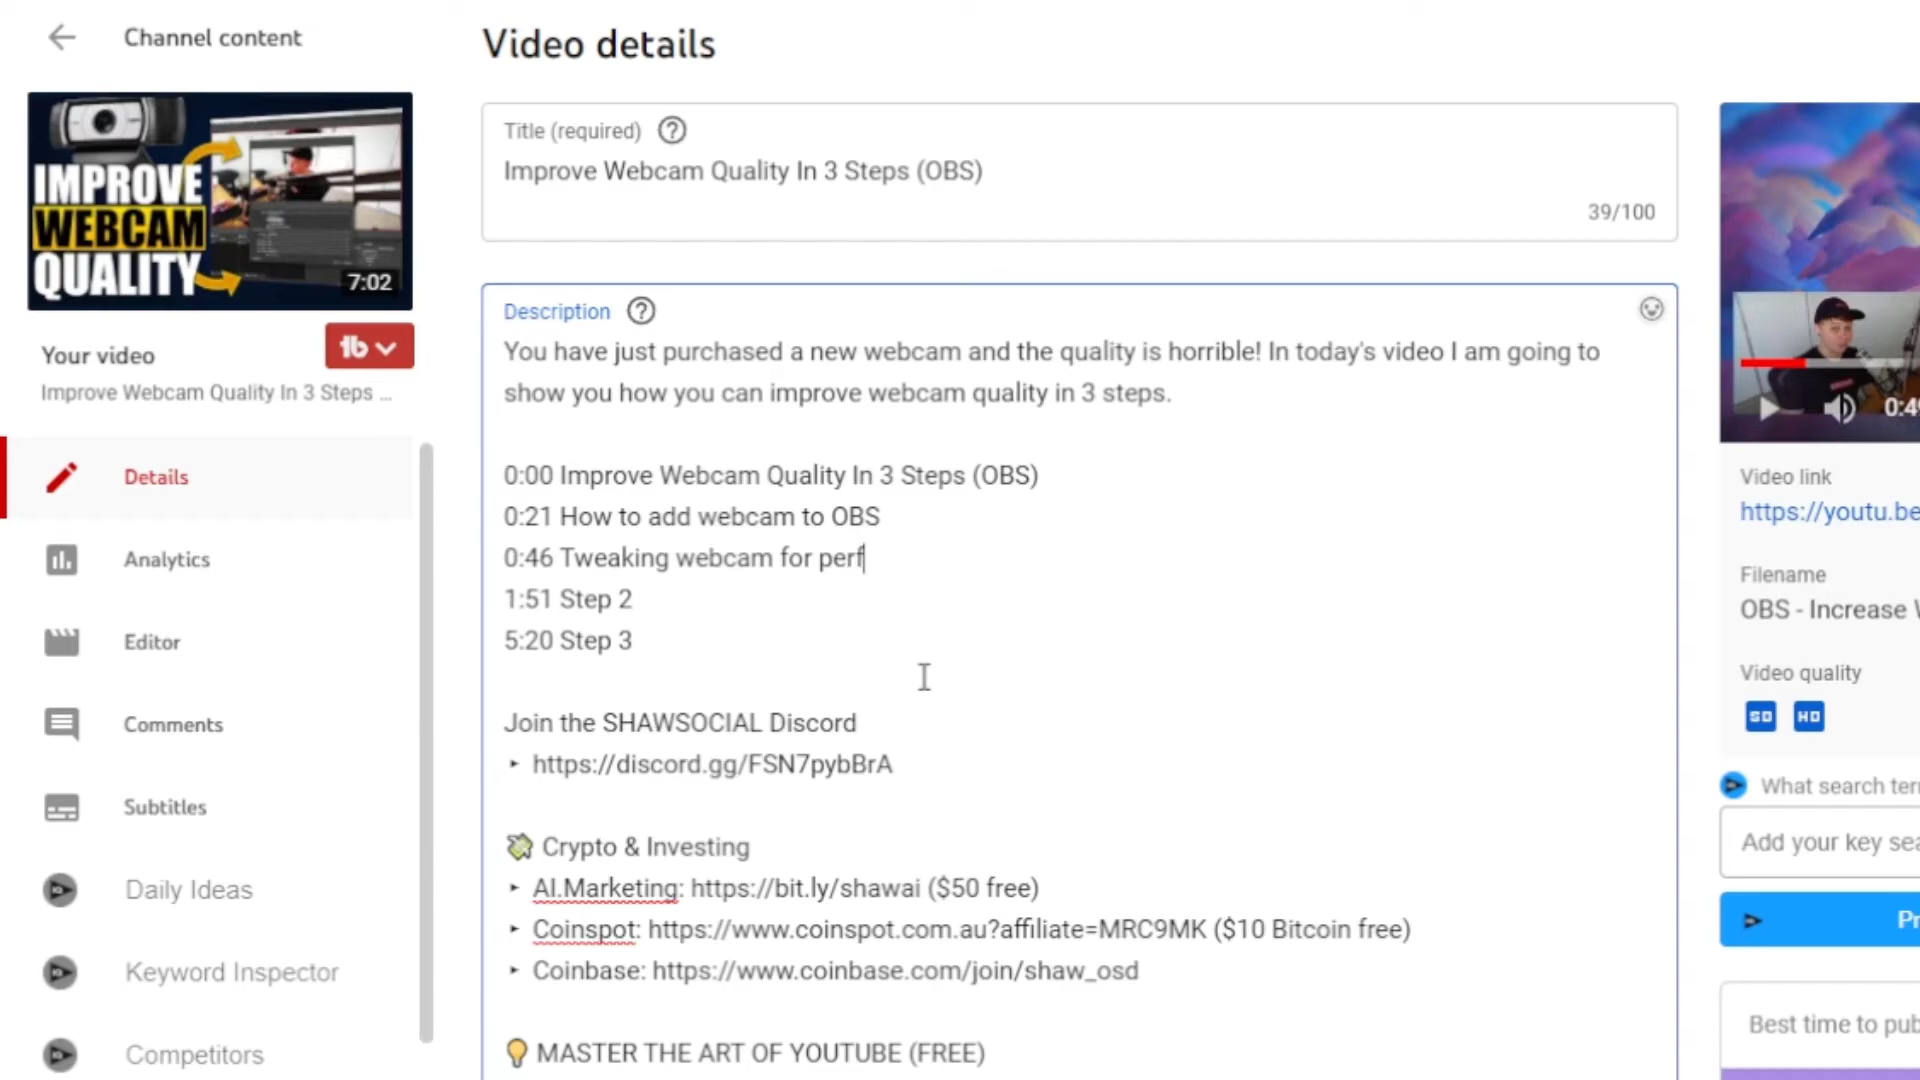 Channel content
IMPROVE
WEBCAM
QUALITY
7:02
Your video
Improve Webcam Quality In 3 Steps ...
Details
Analytics
Editor
Comments
Subtitles
Daily Ideas
Keyword Inspector
Competitors
Video details
Title (required)
Improve Webcam Quality In 3 Steps (OBS)
39/100
Description
You have just purchased a new webcam and the quality is horrible! In today's video I am going to
show you how you can improve webcam quality in 3 steps.
0:00 Improve Webcam Quality In 3 Steps (OBS)
0:21 How to add webcam to OBS
0:46 Tweaking webcam for perf
1:51 Step 2
5:20 Step 3
Join the SHAWSOCIAL Discord
‣ https://discord.gg/FSN7pybBrA
💸 Crypto & Investing
‣ AI.Marketing: https://bit.ly/shawai ($50 free)
‣ Coinspot: https://www.coinspot.com.au?affiliate=MRC9MK ($10 Bitcoin free)
‣ Coinbase: https://www.coinbase.com/join/shaw_osd
💡 MASTER THE ART OF YOUTUBE (FREE)
Video link
https://youtu.be
Filename
OBS - Increase
Video quality
SD HD
What search ter
Add your key sea
Pr
Best time to pub